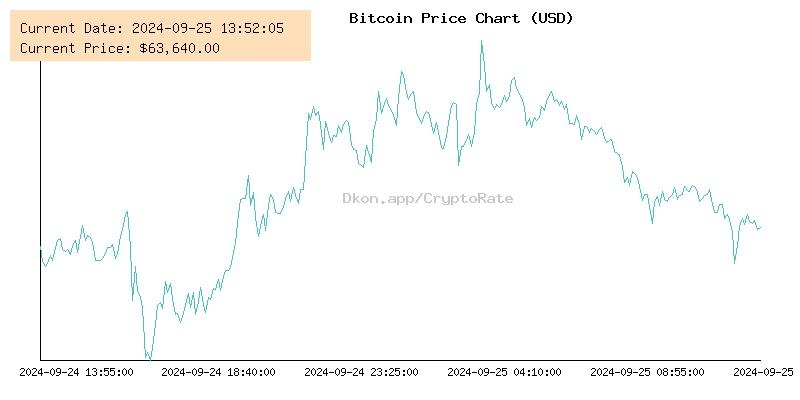 Bitcoin Price Chart (USD)
Current Date: 2024-09-25 13:52:05
Current Price: $63,640.00
Dkon.app/CryptoRate
2024-09-24 13:55:00 2024-09-24 18:40:00 2024-09-24 23:25:00 2024-09-25 04:10:00 2024-09-25 08:55:00 2024-09-25